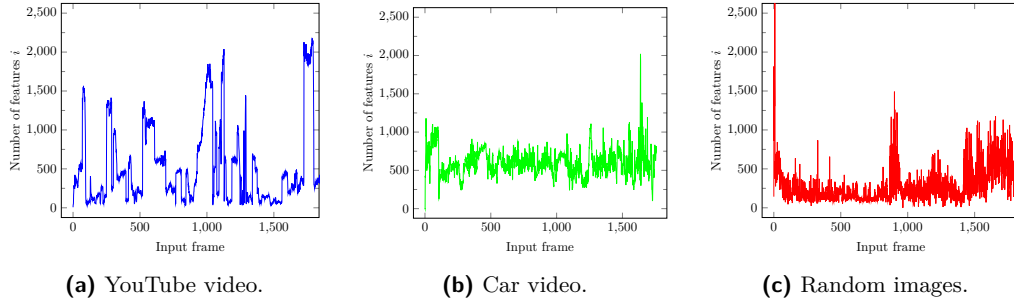 2,500
2,000
1,500
1,000
500
0
Number of features i
0 500 1,000 1,500
Input frame
(a) YouTube video.
2,500
2,000
1,500
1,000
500
0
Number of features i
0 500 1,000 1,500
Input frame
(b) Car video.
2,500
2,000
1,500
1,000
500
0
Number of features i
0 500 1,000 1,500
Input frame
(c) Random images.